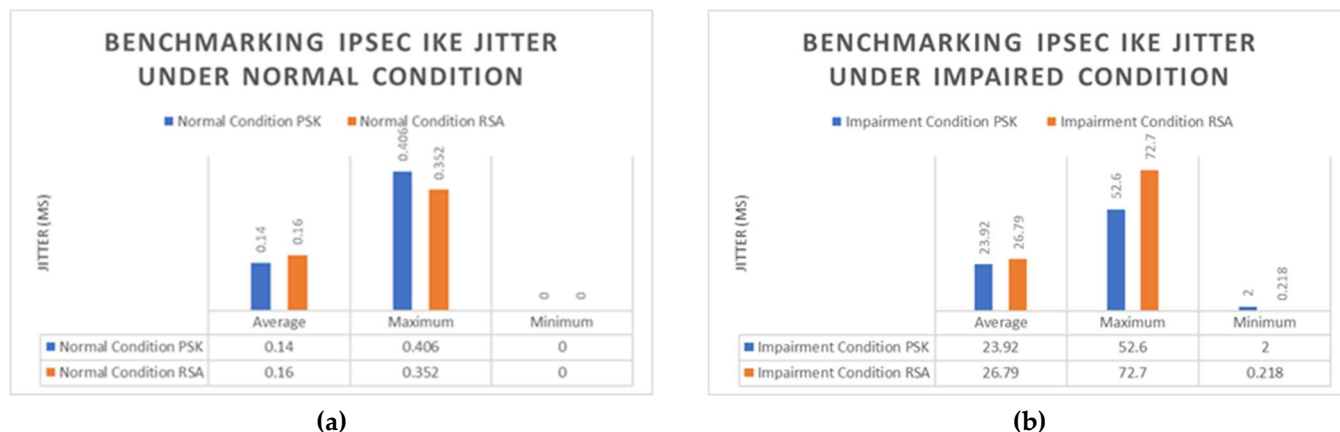 BENCHMARKING IPSEC IKE JITTER
UNDER NORMAL CONDITION
Normal Condition PSK Normal Condition RSA
JITTER (MS)
0.14
0.16
0.406
0.352
0
0
Average Maximum Minimum
Normal Condition PSK 0.14 0.406 0
Normal Condition RSA 0.16 0.352 0
(a)
BENCHMARKING IPSEC IKE JITTER
UNDER IMPAIRED CONDITION
Impairment Condition PSK Impairment Condition RSA
JITTER (MS)
23.92
26.79
52.6
72.7
2
0.218
Average Maximum Minimum
Impairment Condition PSK 23.92 52.6 2
Impairment Condition RSA 26.79 72.7 0.218
(b)